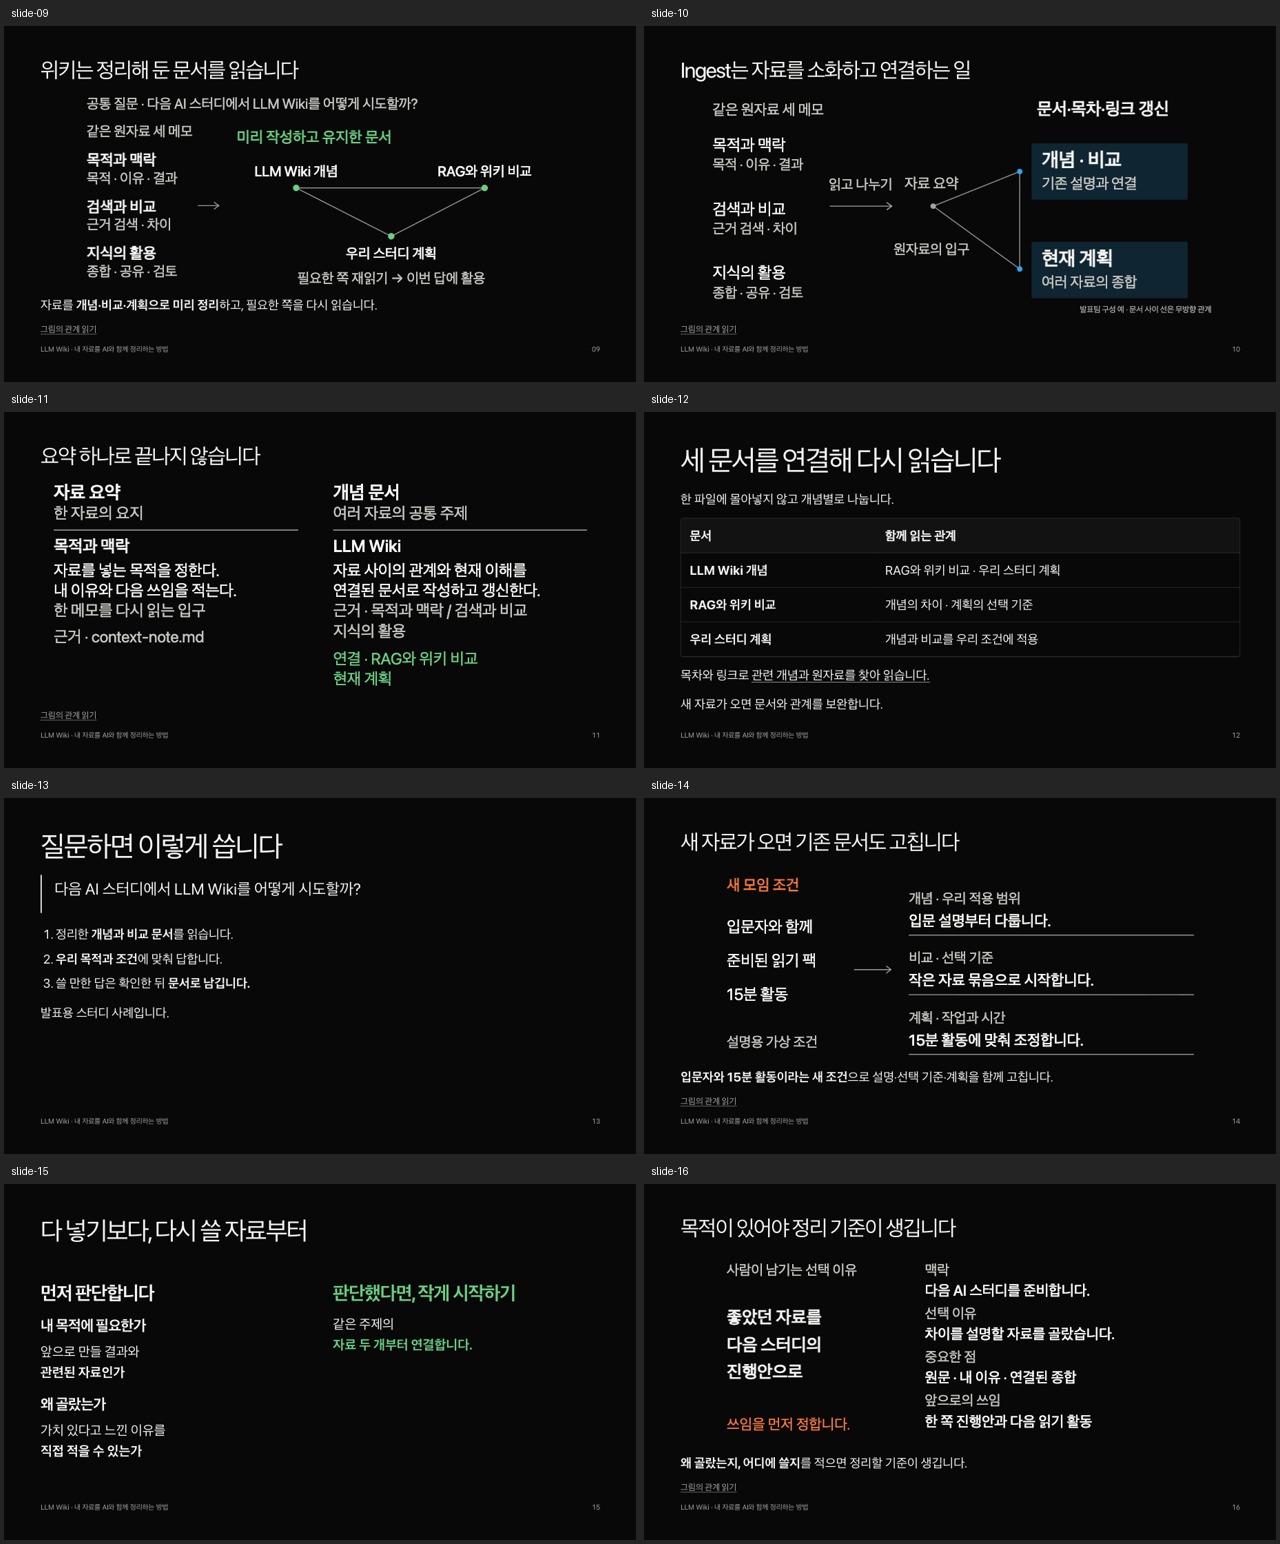 slide-09
위키는 정리해 둔 문서를 읽습니다
공통 질문 · 다음 AI 스터디에서 LLM Wiki를 어떻게 시도할까?
같은 원자료 세 메모
미리 작성하고 유지한 문서
목적과 맥락
목적 · 이유 · 결과
검색과 비교
근거 검색 · 차이
지식의 활용
종합 · 공유 · 검토
LLM Wiki 개념
RAG와 위키 비교
우리 스터디 계획
필요한 쪽 재읽기 → 이번 답에 활용
자료를 개념·비교·계획으로 미리 정리하고, 필요한 쪽을 다시 읽습니다.
그림의 관계 읽기
LLM Wiki · 내 자료를 AI와 함께 정리하는 방법
09
slide-10
Ingest는 자료를 소화하고 연결하는 일
같은 원자료 세 메모
문서·목차·링크 갱신
목적과 맥락
목적 · 이유 · 결과
검색과 비교
근거 검색 · 차이
지식의 활용
종합 · 공유 · 검토
읽고 나누기
자료 요약
원자료의 입구
개념 · 비교
기존 설명과 연결
현재 계획
여러 자료의 종합
발표팀 구성 예 · 문서 사이 선은 무방향 관계
그림의 관계 읽기
LLM Wiki · 내 자료를 AI와 함께 정리하는 방법
10
slide-11
요약 하나로 끝나지 않습니다
자료 요약
한 자료의 요지
목적과 맥락
자료를 넣는 목적을 정한다.
내 이유와 다음 쓰임을 적는다.
한 메모를 다시 읽는 입구
근거 · context-note.md
개념 문서
여러 자료의 공통 주제
LLM Wiki
자료 사이의 관계와 현재 이해를
연결된 문서로 작성하고 갱신한다.
근거 · 목적과 맥락 / 검색과 비교
지식의 활용
연결 · RAG와 위키 비교
현재 계획
그림의 관계 읽기
LLM Wiki · 내 자료를 AI와 함께 정리하는 방법
11
slide-12
세 문서를 연결해 다시 읽습니다
한 파일에 몰아넣지 않고 개념별로 나눕니다.
문서
함께 읽는 관계
LLM Wiki 개념
RAG와 위키 비교 · 우리 스터디 계획
RAG와 위키 비교
개념의 차이 · 계획의 선택 기준
우리 스터디 계획
개념과 비교를 우리 조건에 적용
목차와 링크로 관련 개념과 원자료를 찾아 읽습니다.
새 자료가 오면 문서와 관계를 보완합니다.
LLM Wiki · 내 자료를 AI와 함께 정리하는 방법
12
slide-13
질문하면 이렇게 씁니다
다음 AI 스터디에서 LLM Wiki를 어떻게 시도할까?
1. 정리한 개념과 비교 문서를 읽습니다.
2. 우리 목적과 조건에 맞춰 답합니다.
3. 쓸 만한 답은 확인한 뒤 문서로 남깁니다.
발표용 스터디 사례입니다.
LLM Wiki · 내 자료를 AI와 함께 정리하는 방법
13
slide-14
새 자료가 오면 기존 문서도 고칩니다
새 모임 조건
입문자와 함께
준비된 읽기 팩
15분 활동
설명용 가상 조건
개념 · 우리 적용 범위
입문 설명부터 다룹니다.
비교 · 선택 기준
작은 자료 묶음으로 시작합니다.
계획 · 작업과 시간
15분 활동에 맞춰 조정합니다.
입문자와 15분 활동이라는 새 조건으로 설명·선택 기준·계획을 함께 고칩니다.
그림의 관계 읽기
LLM Wiki · 내 자료를 AI와 함께 정리하는 방법
14
slide-15
다 넣기보다, 다시 쓸 자료부터
먼저 판단합니다
내 목적에 필요한가
앞으로 만들 결과와
관련된 자료인가
왜 골랐는가
가치 있다고 느낀 이유를
직접 적을 수 있는가
판단했다면, 작게 시작하기
같은 주제의
자료 두 개부터 연결합니다.
LLM Wiki · 내 자료를 AI와 함께 정리하는 방법
15
slide-16
목적이 있어야 정리 기준이 생깁니다
사람이 남기는 선택 이유
좋았던 자료를
다음 스터디의
진행안으로
쓰임을 먼저 정합니다.
맥락
다음 AI 스터디를 준비합니다.
선택 이유
차이를 설명할 자료를 골랐습니다.
중요한 점
원문 · 내 이유 · 연결된 종합
앞으로의 쓰임
한 쪽 진행안과 다음 읽기 활동
왜 골랐는지, 어디에 쓸지를 적으면 정리할 기준이 생깁니다.
그림의 관계 읽기
LLM Wiki · 내 자료를 AI와 함께 정리하는 방법
16